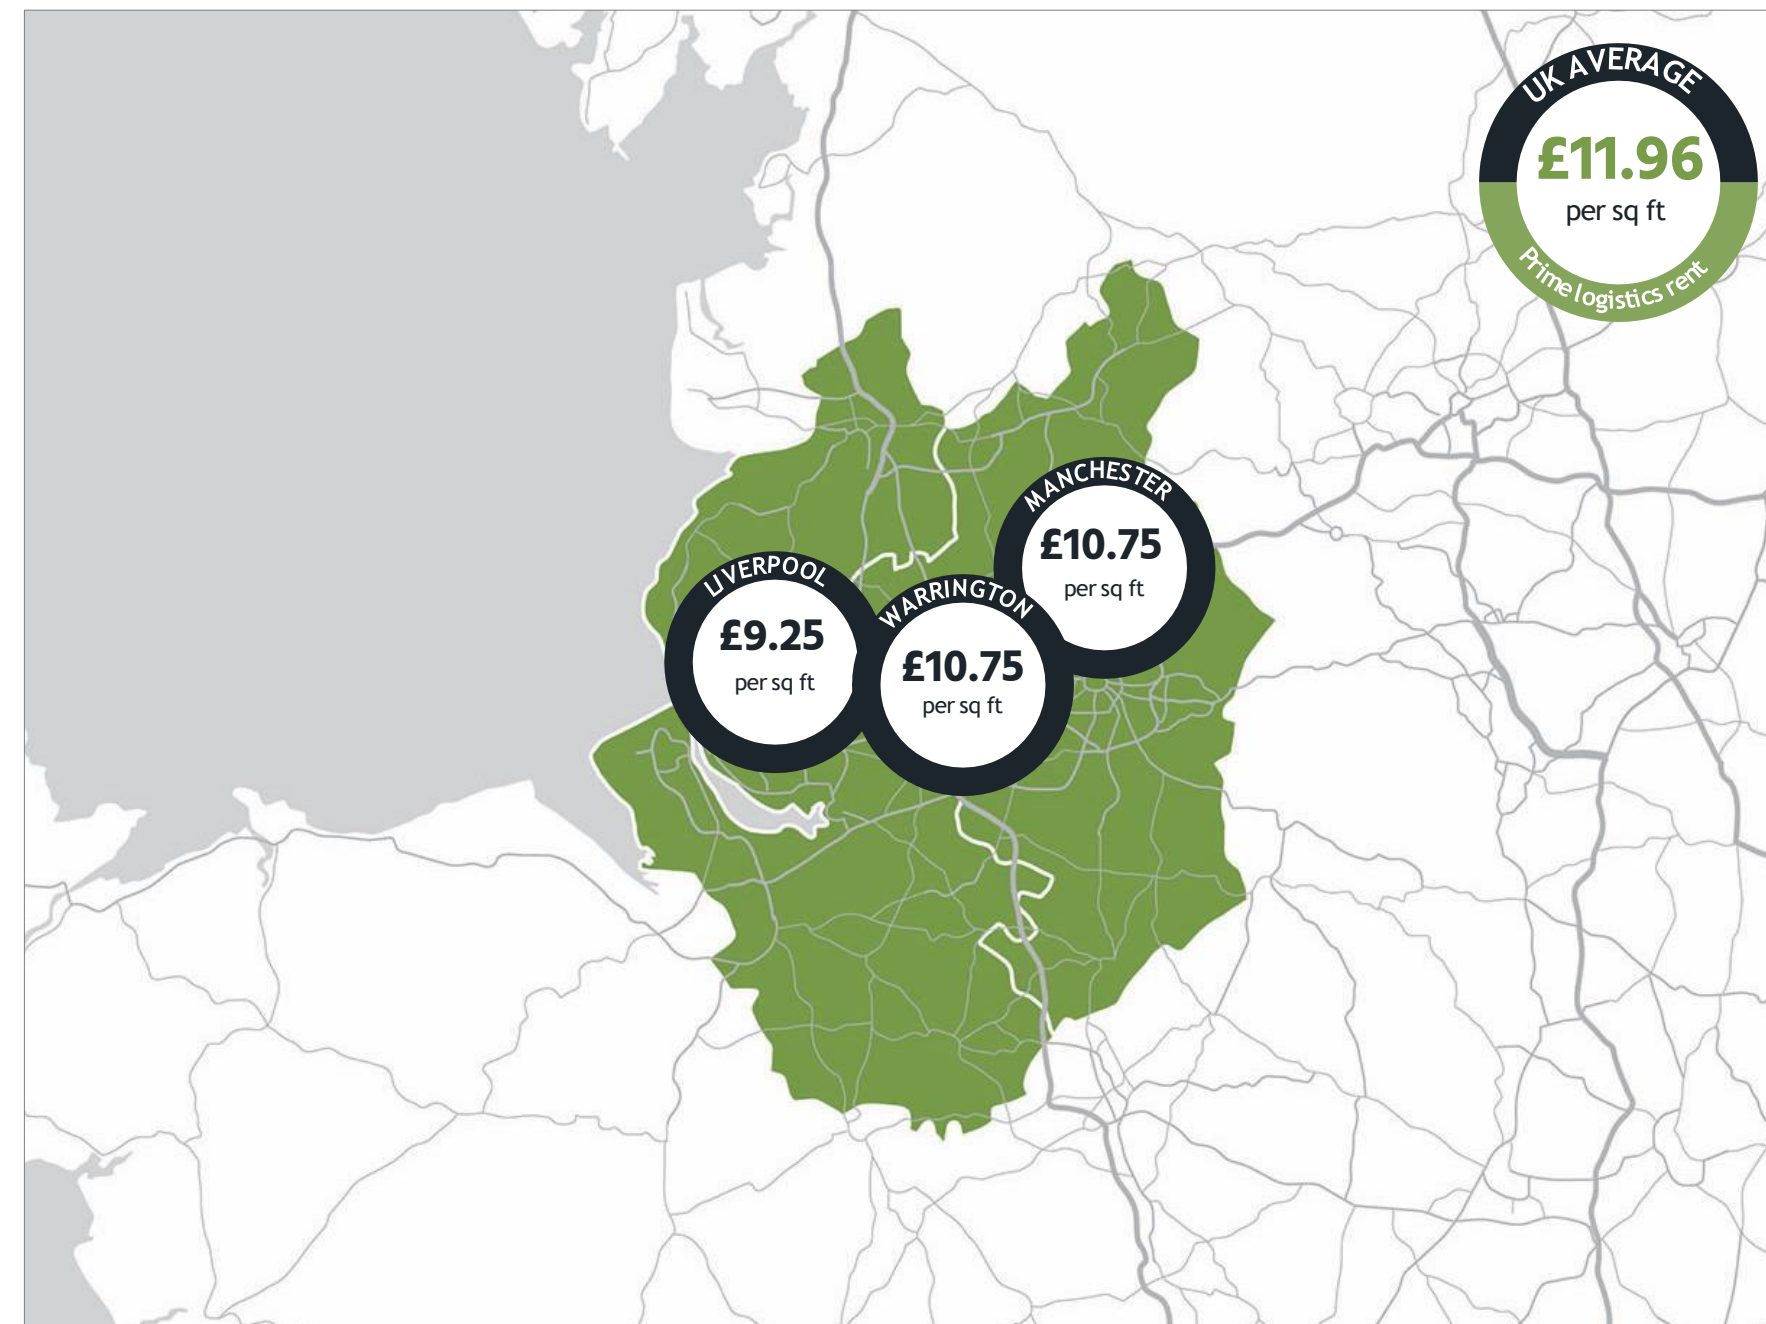 UK AVERAGE
£11.96
per sq ft
Prime logistics rent
MANCHESTER
£10.75
per sq ft
LIVERPOOL
£9.25
per sq ft
WARRINGTON
£10.75
per sq ft